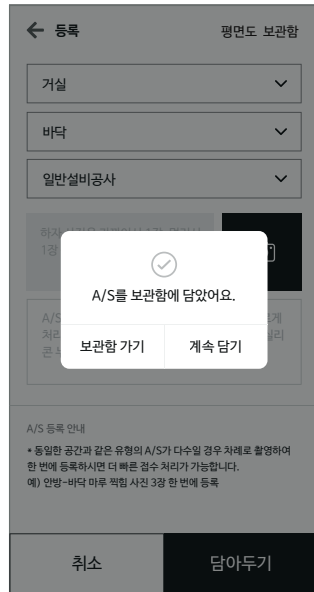 등록
평면도 보관함
거실
바닥
일반설비공사
1장
A/S를 보관함에 담았어요.
A/S
보관함 가기
계속 담기
A/S 등록 안내
• 동일한 공간과 같은 유형의 A/S가 다수일 경우 차례로 촬영하여
한 번에 등록하시면 더 빠른 접수 처리가 가능합니다.
예) 안방-바닥 마루 찍힘 사진 3장 한 번에 등록
취소
담아두기